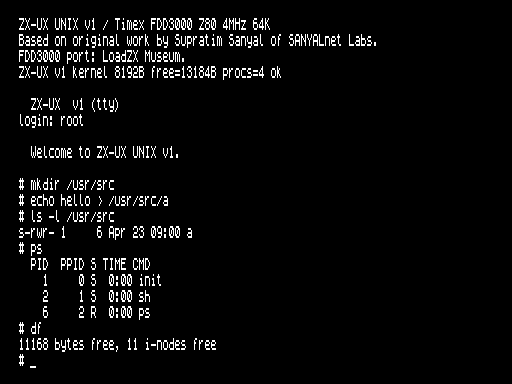 ZX-UX UNIX v1 / Timex FDD3000 Z80 4MHz 64K
Based on original work by Supratim Sanyal of SANYALnet Labs.
FDD3000 port: LoadZX Museum.
ZX-UX v1 kernel 8192B free=13184B procs=4 ok
ZX-UX  v1 (tty)
login: root
Welcome to ZX-UX UNIX v1.
# mkdir /usr/src
# echo hello > /usr/src/a
# ls -l /usr/src
s-rwr- 1     6 Apr 23 09:00 a
# ps
  PID  PPID S TIME CMD
    1     0 S  0:00 init
    2     1 S  0:00 sh
    6     2 R  0:00 ps
# df
11168 bytes free, 11 i-nodes free
# _